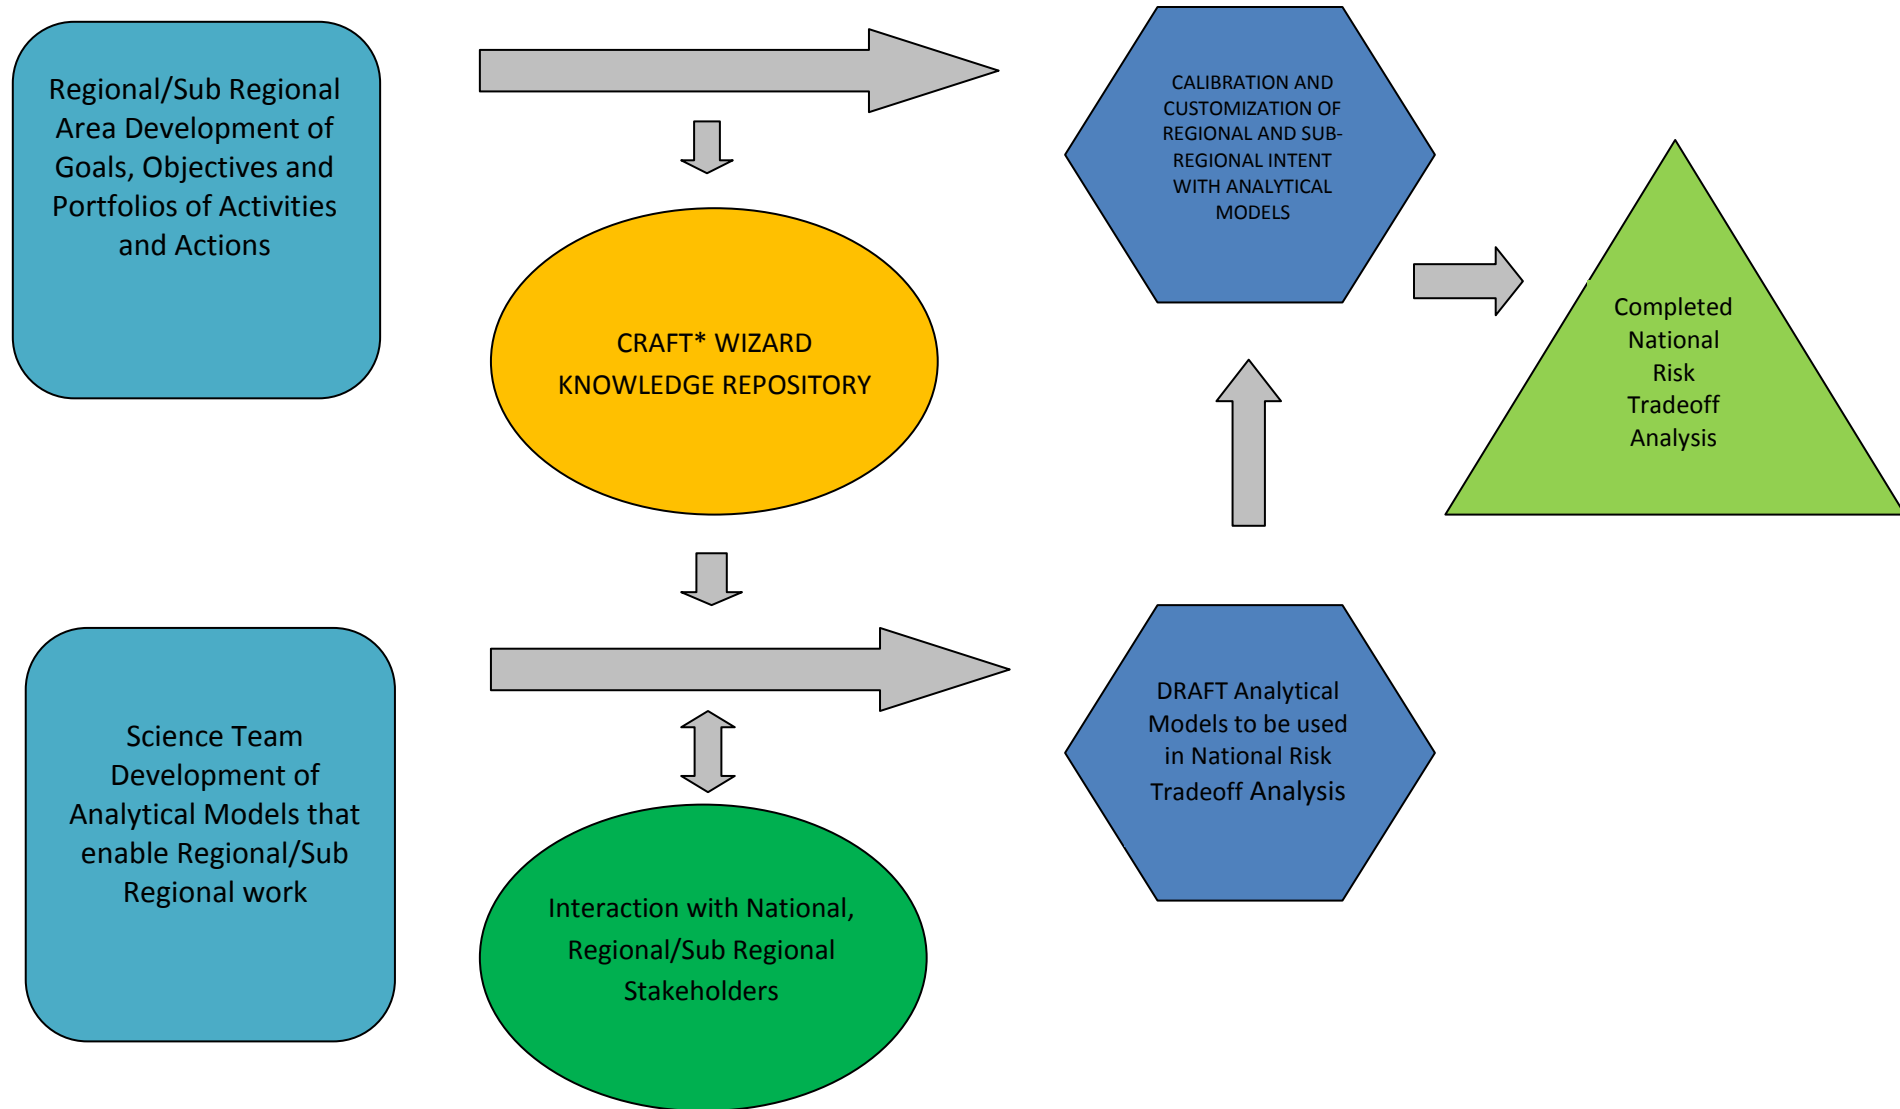 Regional/Sub Regional
Area Development of
Goals, Objectives and
Portfolios of Activities
and Actions
CALIBRATION AND
CUSTOMIZATION OF
REGIONAL AND SUB-
REGIONAL INTENT
WITH ANALYTICAL
MODELS
CRAFT* WIZARD
KNOWLEDGE REPOSITORY
Completed
National
Risk
Tradeoff
Analysis
Science Team
Development of
Analytical Models that
enable Regional/Sub
Regional work
DRAFT Analytical
Models to be used
in National Risk
Tradeoff Analysis
Interaction with National,
Regional/Sub Regional
Stakeholders